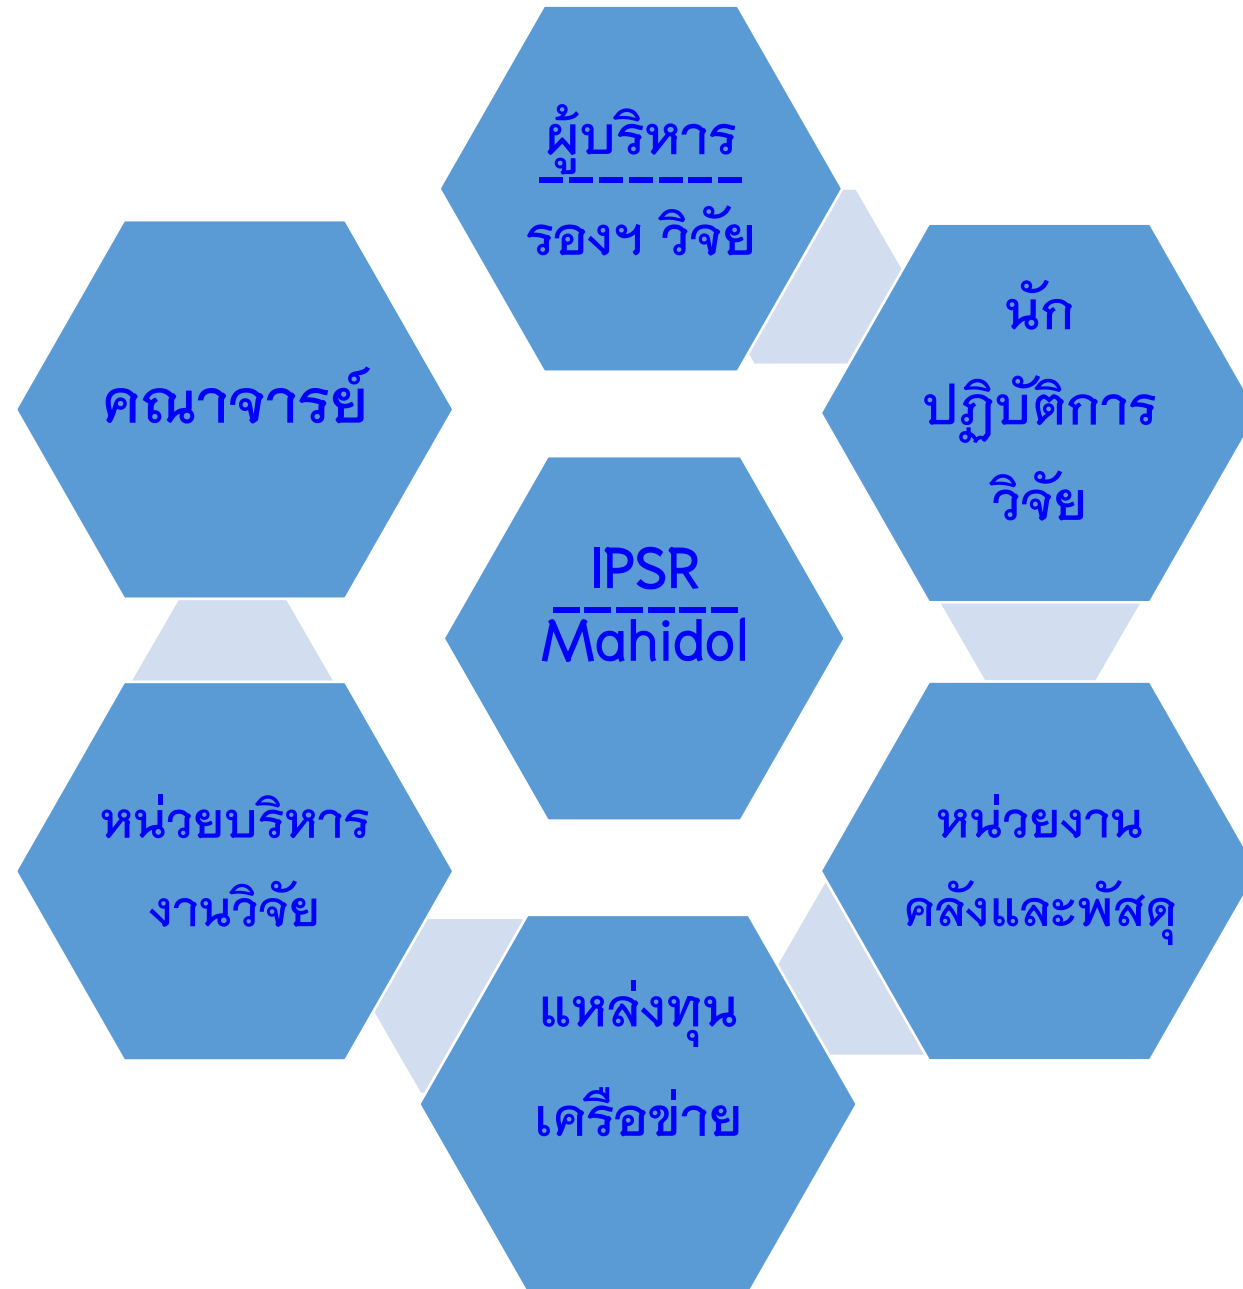 ผู้บริหาร
รองฯ วิจัย
นัก
ปฏิบัติการ
วิจัย
คณาจารย์
IPSR
Mahidol
หน่วยบริหาร
งานวิจัย
หน่วยงาน
คลังและพัสดุ
แหล่งทุน
เครือข่าย